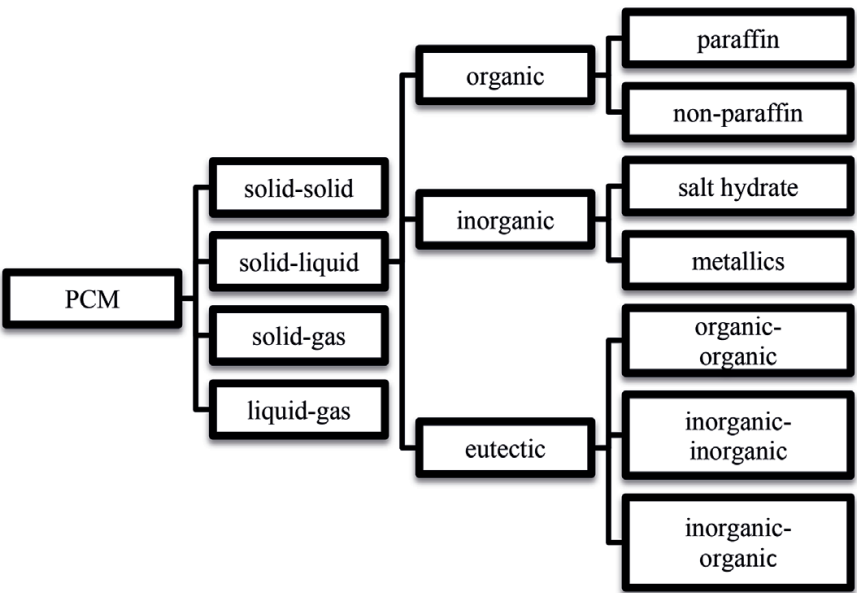 PCM
solid-solid
solid-liquid
solid-gas
liquid-gas
organic
inorganic
eutectic
paraffin
non-paraffin
salt hydrate
metallics
organic-
organic
inorganic-
inorganic
inorganic-
organic